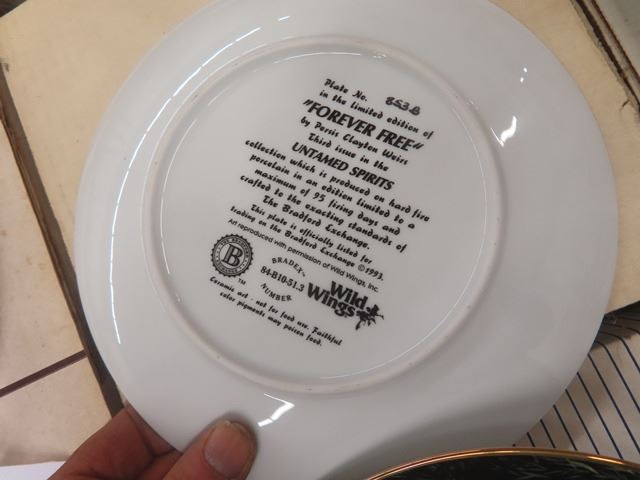 Plate No. 853B
in the limited edition of
"FOREVER FREE"
by Persis Clayton Weirs
Third issue in the
UNTAMED SPIRITS
collection which is produced on hard fire
porcelain in an edition limited to a
maximum of 95 firing days and
crafted to the exacting standards of
The Bradford Exchange.
This plate is officially listed for
trading on the Bradford Exchange ©1993.
Art reproduced with permission of Wild Wings, Inc.
B
TM
BRADEX
84-B10-51.3
NUMBER
Wild
Wings
Ceramic art - not for food use. Faithful
color pigments may poison food.